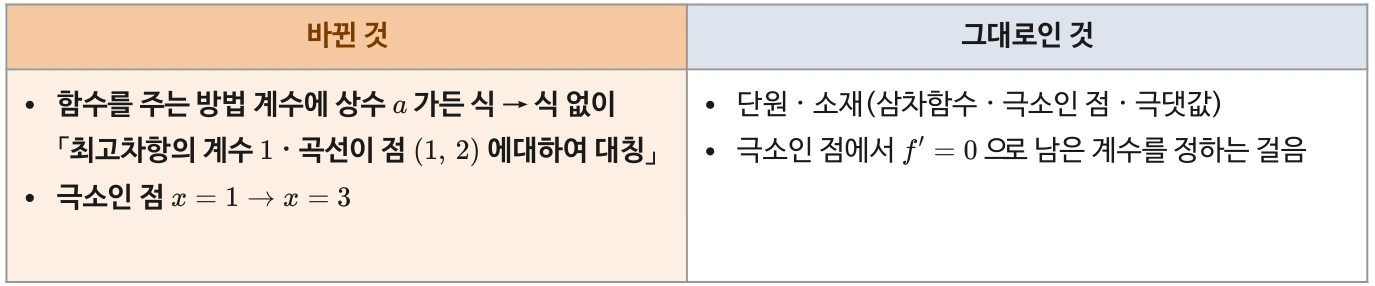 바뀐 것
그대로인 것
• 함수를 주는 방법 계수에 상수 a 가든 식 → 식 없이
「최고차항의 계수 1 · 곡선이 점 (1, 2) 에대하여 대칭」
• 극소인 점 x = 1 → x = 3
• 단원 · 소재(삼차함수 · 극소인 점 · 극댓값)
• 극소인 점에서 f′ = 0 으로 남은 계수를 정하는 걸음